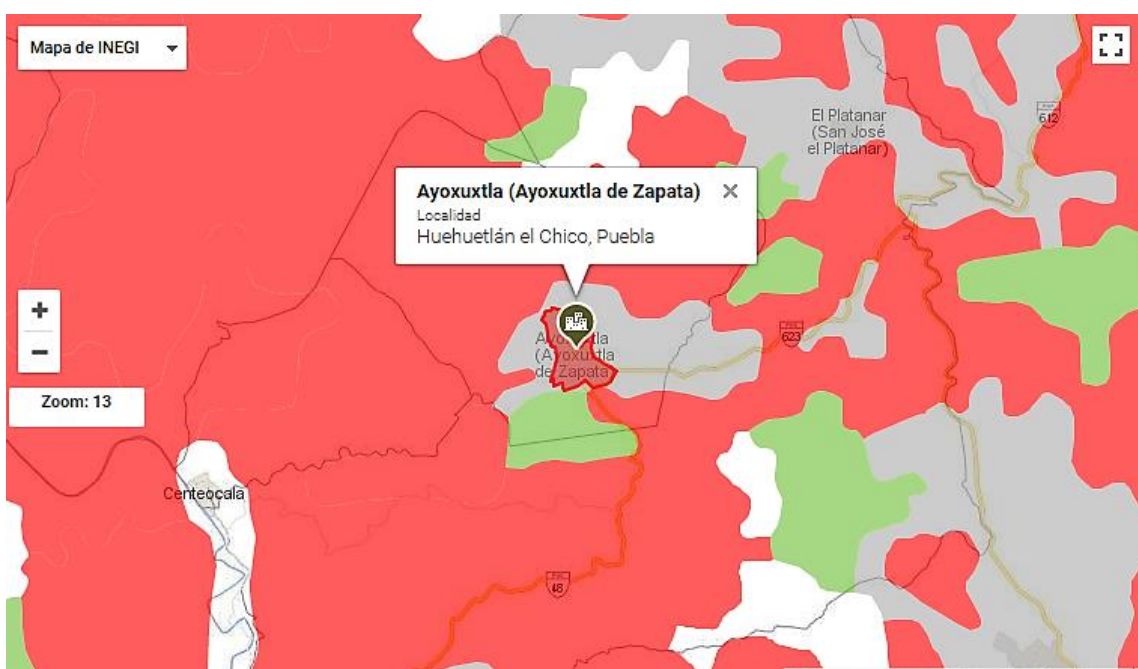 Mapa de INEGI
El Platanar
(San José
el Platanar)
612
Ayoxuxtla (Ayoxuxtla de Zapata)
Localidad
Huehuetlán el Chico, Puebla
+
−
Zoom: 13
623
(Ayoxuxtla
de Zapata)
Centeocala
48